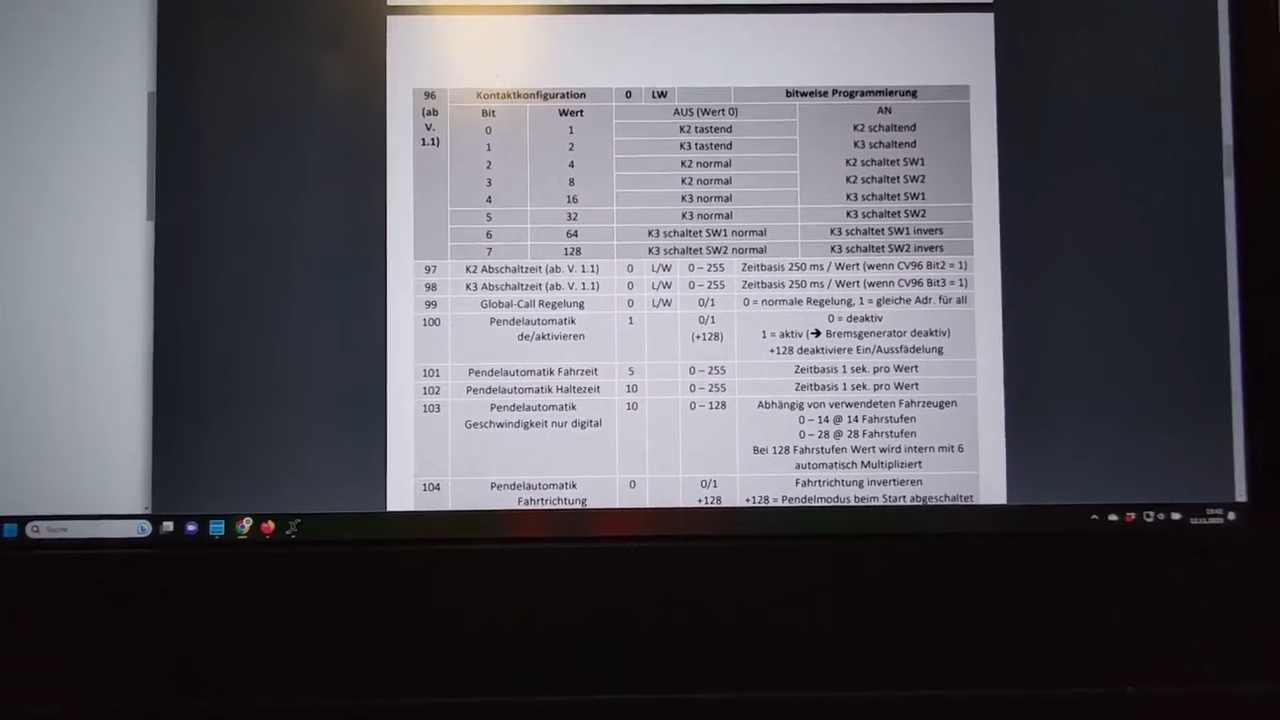 96 Kontaktkonfiguration 0 LW bitweise Programmierung
(ab Bit Wert AUS (Wert 0) AN
V. 0 1 K2 tastend K2 schaltend
1.1) 1 2 K3 tastend K3 schaltend
2 4 K2 normal K2 schaltet SW1
3 8 K2 normal K2 schaltet SW2
4 16 K3 normal K3 schaltet SW1
5 32 K3 normal K3 schaltet SW2
6 64 K3 schaltet SW1 normal K3 schaltet SW1 invers
7 128 K3 schaltet SW2 normal K3 schaltet SW2 invers
97 K2 Abschaltzeit (ab. V. 1.1) 0 L/W 0 – 255 Zeitbasis 250 ms / Wert (wenn CV96 Bit2 = 1)
98 K3 Abschaltzeit (ab. V. 1.1) 0 L/W 0 – 255 Zeitbasis 250 ms / Wert (wenn CV96 Bit3 = 1)
99 Global-Call Regelung 0 L/W 0/1 0 = normale Regelung, 1 = gleiche Adr. für all
100 Pendelautomatik 1 0/1 0 = deaktiv
de/aktivieren (+128) 1 = aktiv (➔ Bremsgenerator deaktiv)
+128 deaktiviere Ein/Aussfädelung
101 Pendelautomatik Fahrzeit 5 0 – 255 Zeitbasis 1 sek. pro Wert
102 Pendelautomatik Haltezeit 10 0 – 255 Zeitbasis 1 sek. pro Wert
103 Pendelautomatik 10 0 – 128 Abhängig von verwendeten Fahrzeugen
Geschwindigkeit nur digital 0 – 14 @ 14 Fahrstufen
0 – 28 @ 28 Fahrstufen
Bei 128 Fahrstufen Wert wird intern mit 6
automatisch Multipliziert
104 Pendelautomatik 0 0/1 Fahrtrichtung invertieren
Fahrtrichtung +128 +128 = Pendelmodus beim Start abgeschaltet
Suche